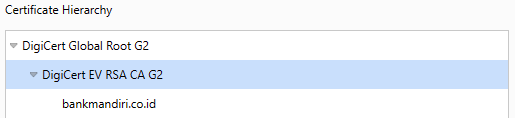 Certificate Hierarchy
DigiCert Global Root G2
DigiCert EV RSA CA G2
bankmandiri.co.id